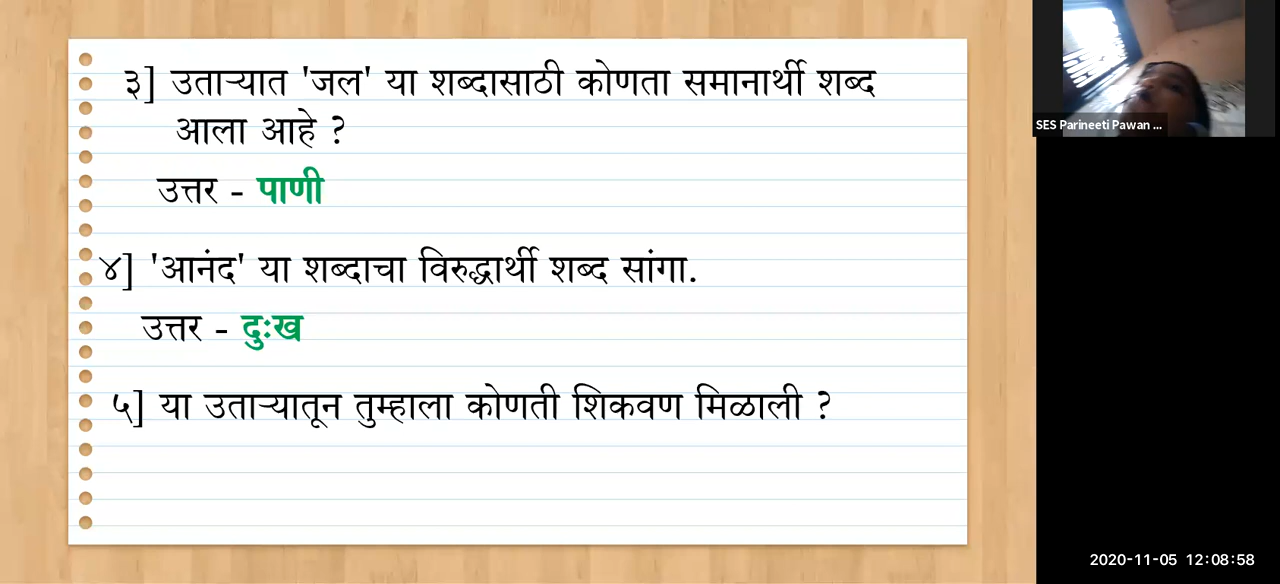 ३] उताऱ्यात 'जल' या शब्दासाठी कोणता समानार्थी शब्द
आला आहे ?
उत्तर - पाणी
४] 'आनंद' या शब्दाचा विरुद्धार्थी शब्द सांगा.
उत्तर - दुःख
५] या उताऱ्यातून तुम्हाला कोणती शिकवण मिळाली ?
SES Parineeti Pawan ...
2020-11-05 12:08:58